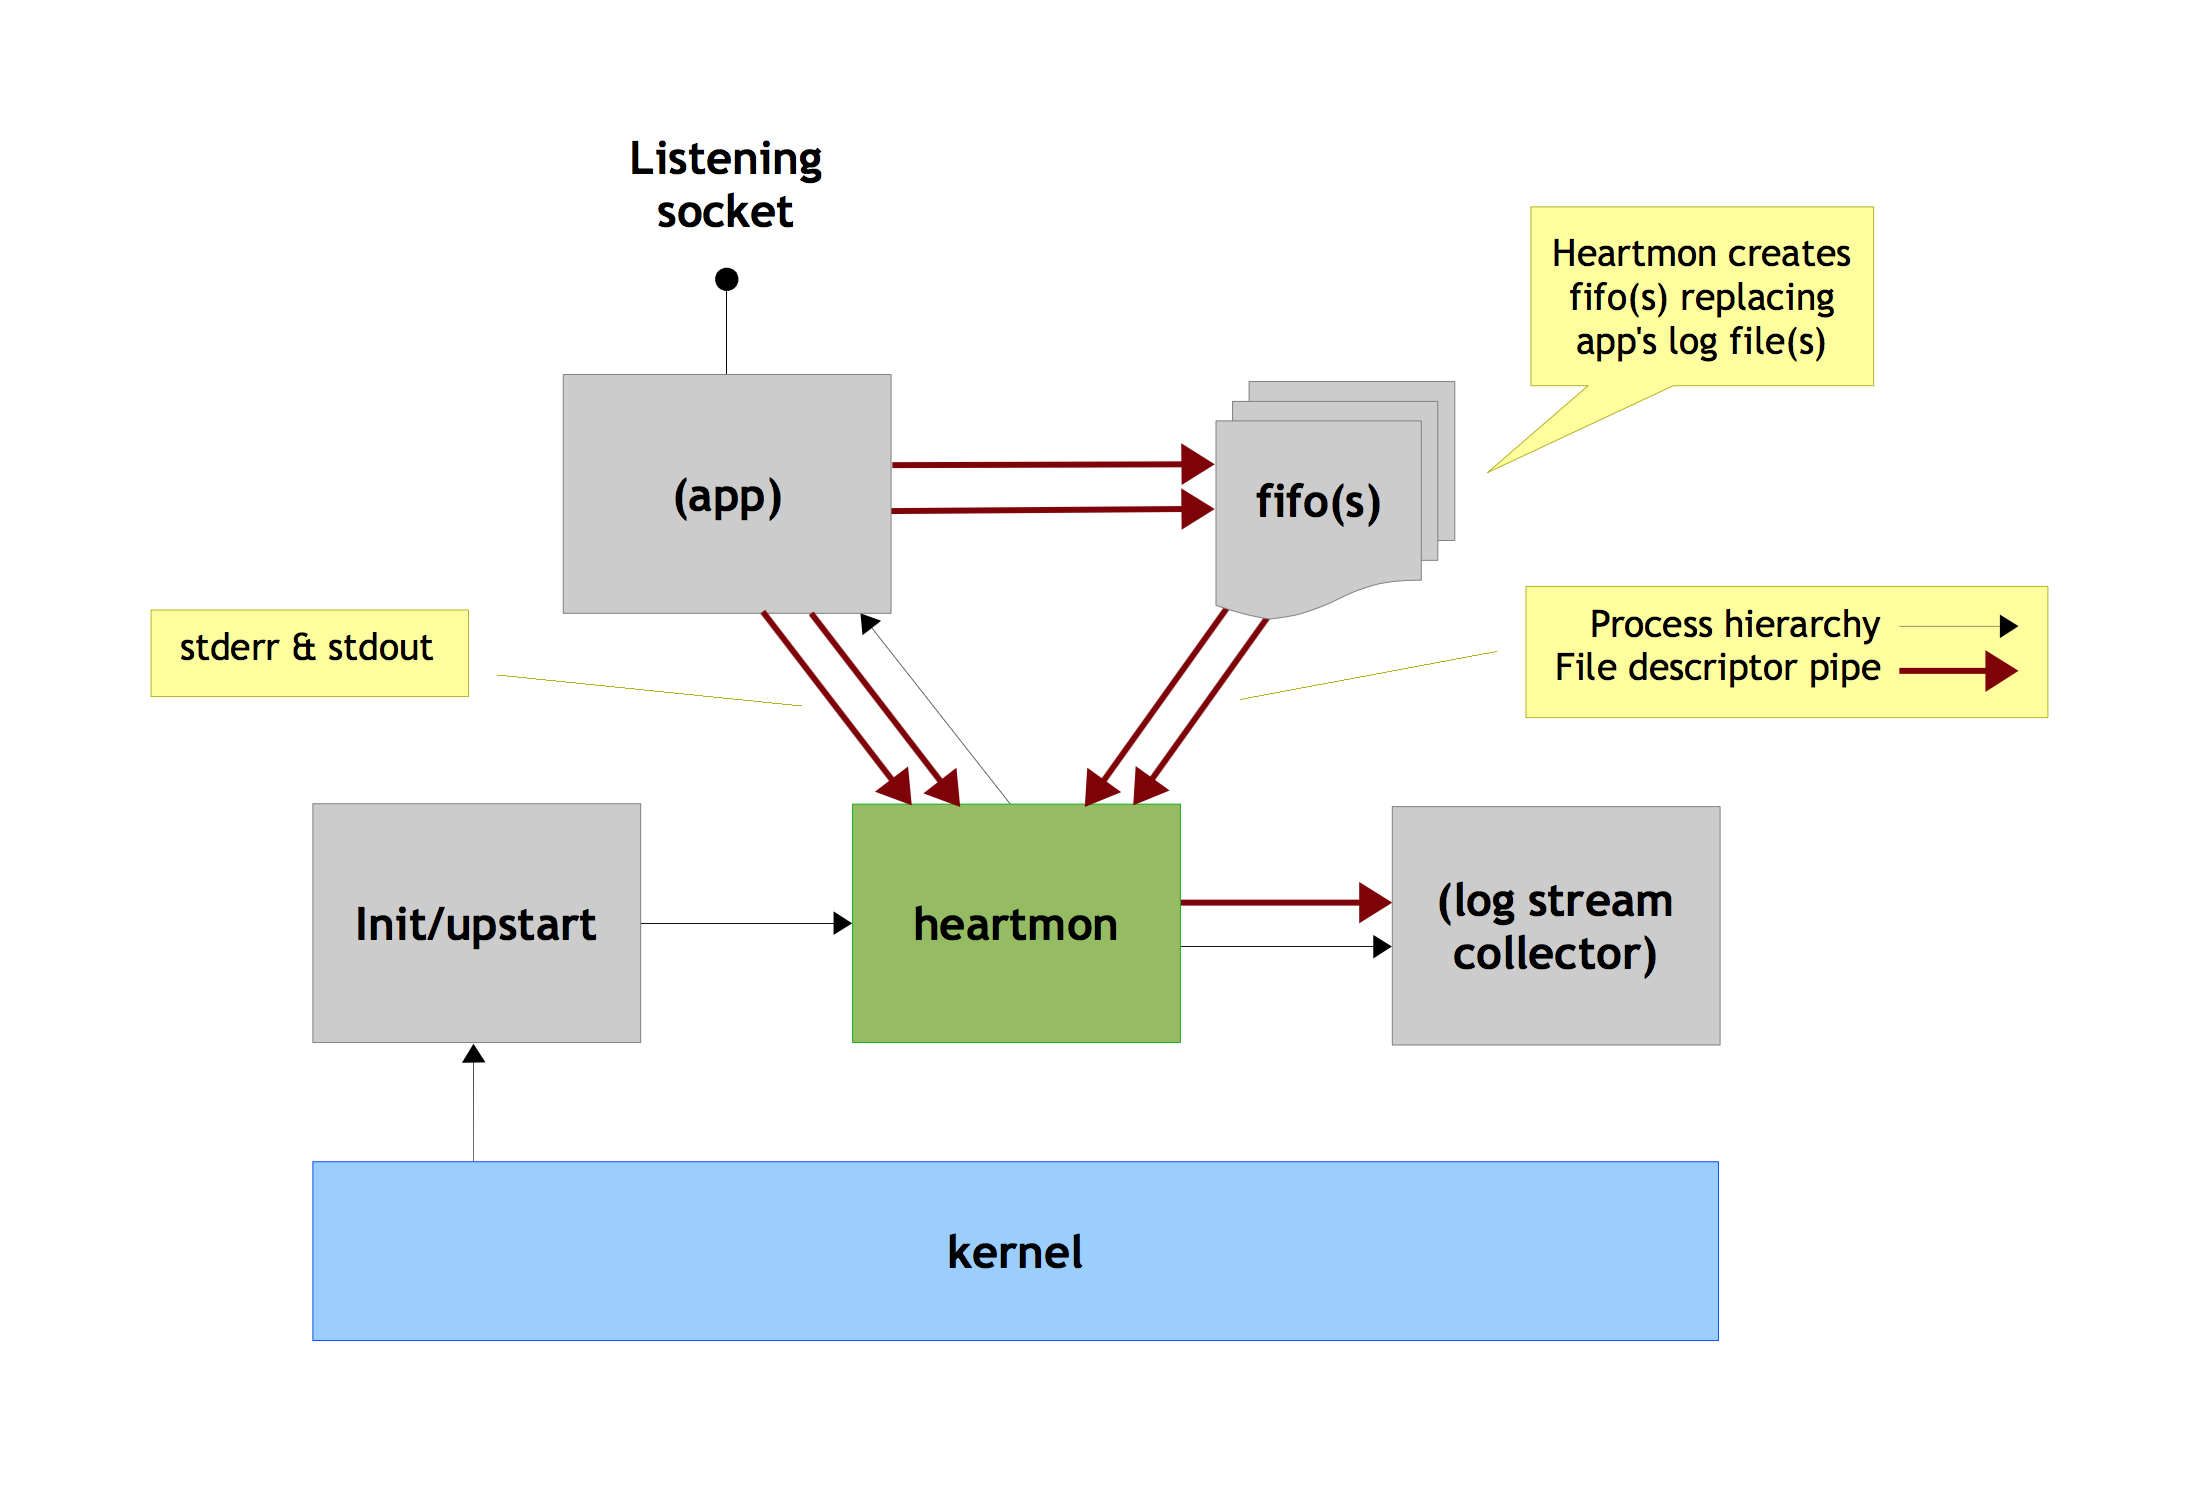 Listening
socket
Heartmon creates
fifo(s) replacing
app's log file(s)
(app)
fifo(s)
stderr & stdout
Process hierarchy
File descriptor pipe
Init/upstart
heartmon
(log stream
collector)
kernel